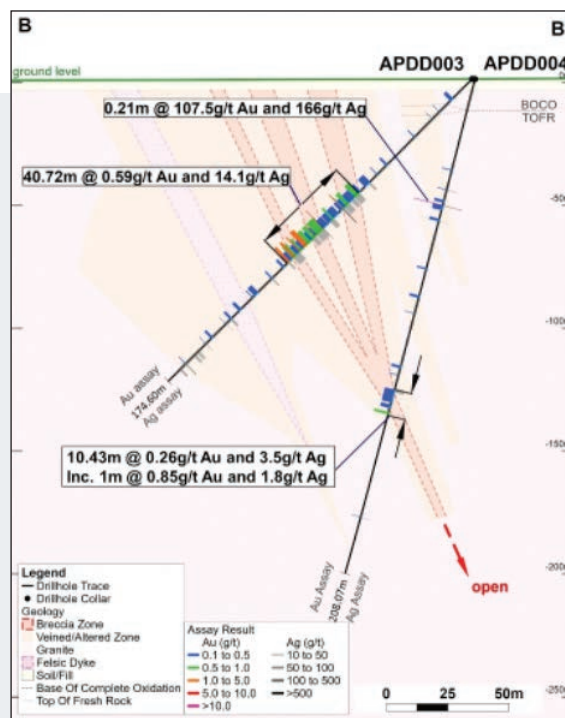 B
B
ground level
APDD003
APDD004
0.21m @ 107.5g/t Au and 166g/t Ag
BOCO
TOFR
40.72m @ 0.59g/t Au and 14.1g/t Ag
-500
-1000
-1500
-2000
-2500
Au assay
174.60m
Ag assay
10.43m @ 0.26g/t Au and 3.5g/t Ag
Inc. 1m @ 0.85g/t Au and 1.8g/t Ag
Au Assay
208.07m
Ag Assay
open
Legend
Drillhole Trace
Drillhole Collar
Geology
Breccia Zone
Veined/Altered Zone
Granite
Felsic Dyke
Soil/Fill
Base Of Complete Oxidation
Top Of Fresh Rock
Assay Result
Au (g/t)
0.1 to 0.5
0.5 to 1.0
1.0 to 5.0
5.0 to 10.0
>10.0
Ag (g/t)
10 to 50
50 to 100
100 to 500
>500
0
25
50m